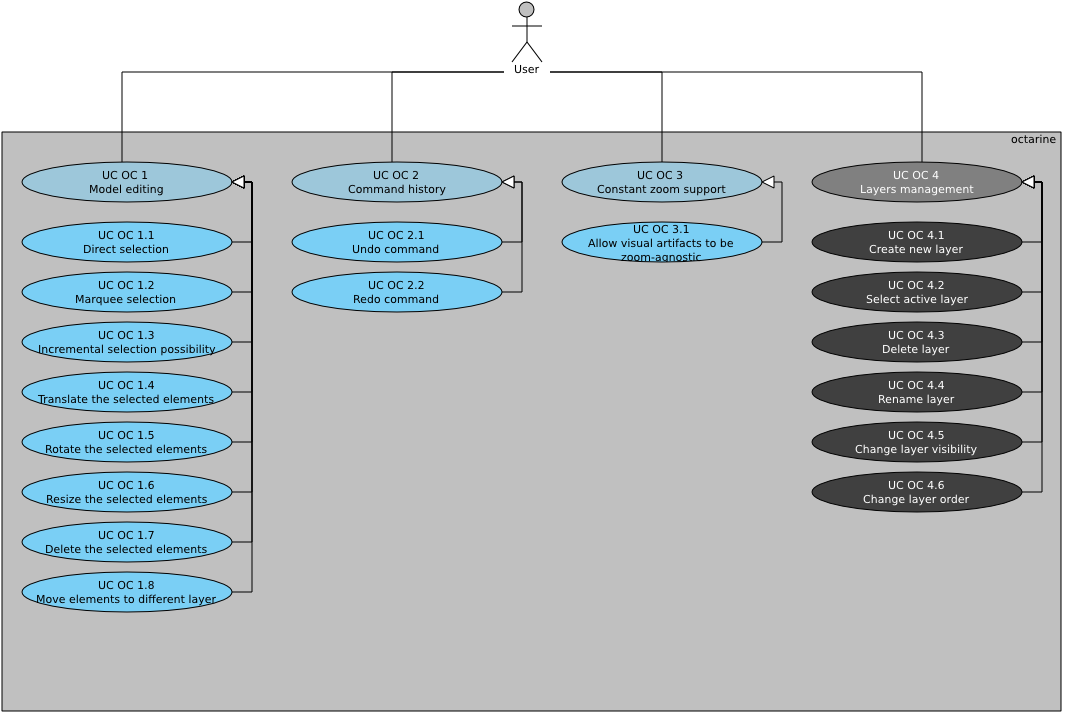 User
octarine
UC OC 1
Model editing
UC OC 1.1
Direct selection
UC OC 1.2
Marquee selection
UC OC 1.3
Incremental selection possibility
UC OC 1.4
Translate the selected elements
UC OC 1.5
Rotate the selected elements
UC OC 1.6
Resize the selected elements
UC OC 1.7
Delete the selected elements
UC OC 1.8
Move elements to different layer
UC OC 2
Command history
UC OC 2.1
Undo command
UC OC 2.2
Redo command
UC OC 3
Constant zoom support
UC OC 3.1
Allow visual artifacts to be
zoom-agnostic
UC OC 4
Layers management
UC OC 4.1
Create new layer
UC OC 4.2
Select active layer
UC OC 4.3
Delete layer
UC OC 4.4
Rename layer
UC OC 4.5
Change layer visibility
UC OC 4.6
Change layer order